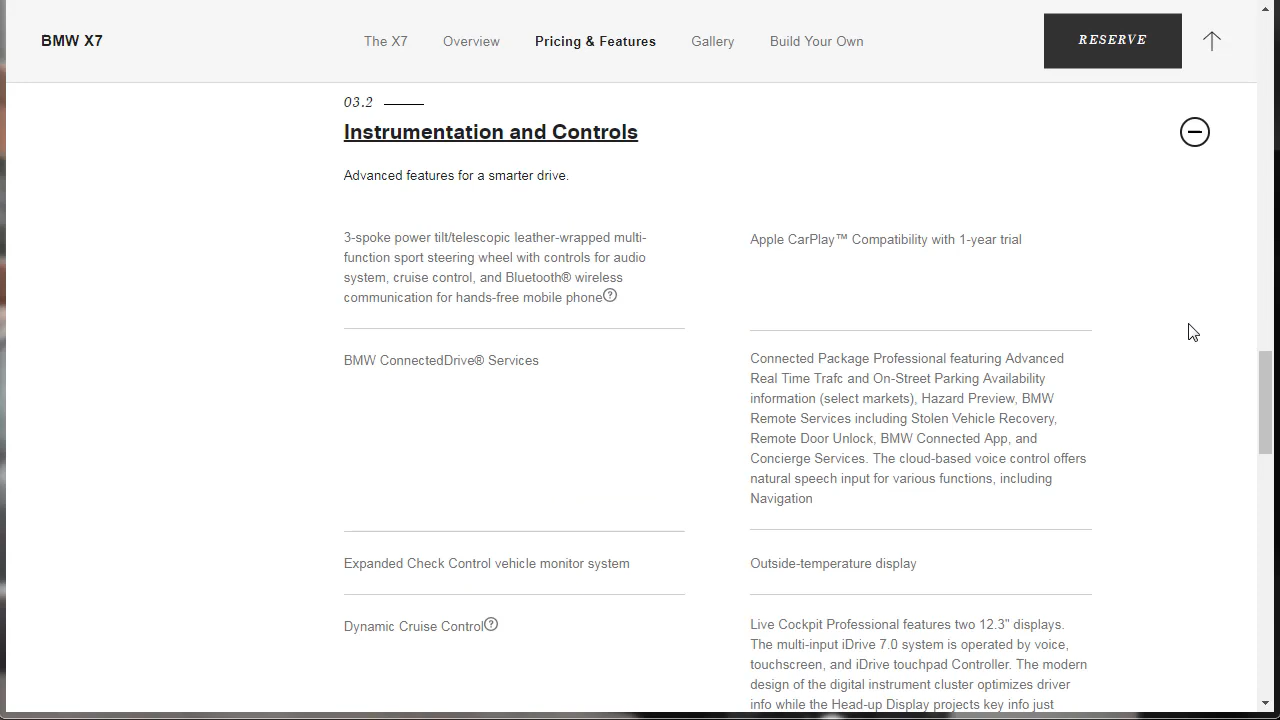 BMW X7
The X7
Overview
Pricing & Features
Gallery
Build Your Own
RESERVE
03.2
Instrumentation and Controls
Advanced features for a smarter drive.
3-spoke power tilt/telescopic leather-wrapped multi-
function sport steering wheel with controls for audio
system, cruise control, and Bluetooth® wireless
communication for hands-free mobile phone?
Apple CarPlay™ Compatibility with 1-year trial
BMW ConnectedDrive® Services
Connected Package Professional featuring Advanced
Real Time Trafc and On-Street Parking Availability
information (select markets), Hazard Preview, BMW
Remote Services including Stolen Vehicle Recovery,
Remote Door Unlock, BMW Connected App, and
Concierge Services. The cloud-based voice control offers
natural speech input for various functions, including
Navigation
Expanded Check Control vehicle monitor system
Outside-temperature display
Dynamic Cruise Control?
Live Cockpit Professional features two 12.3" displays.
The multi-input iDrive 7.0 system is operated by voice,
touchscreen, and iDrive touchpad Controller. The modern
design of the digital instrument cluster optimizes driver
info while the Head-up Display projects key info just